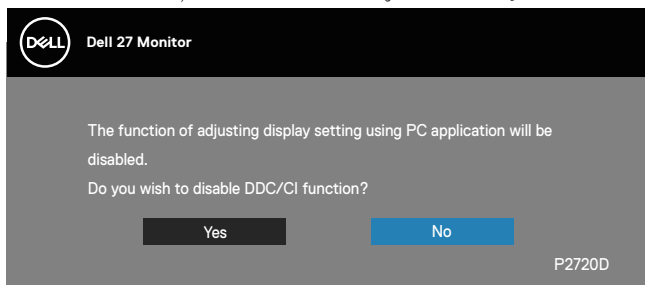 DELL
Dell 27 Monitor
The function of adjusting display setting using PC application will be
disabled.
Do you wish to disable DDC/CI function?
Yes No
P2720D